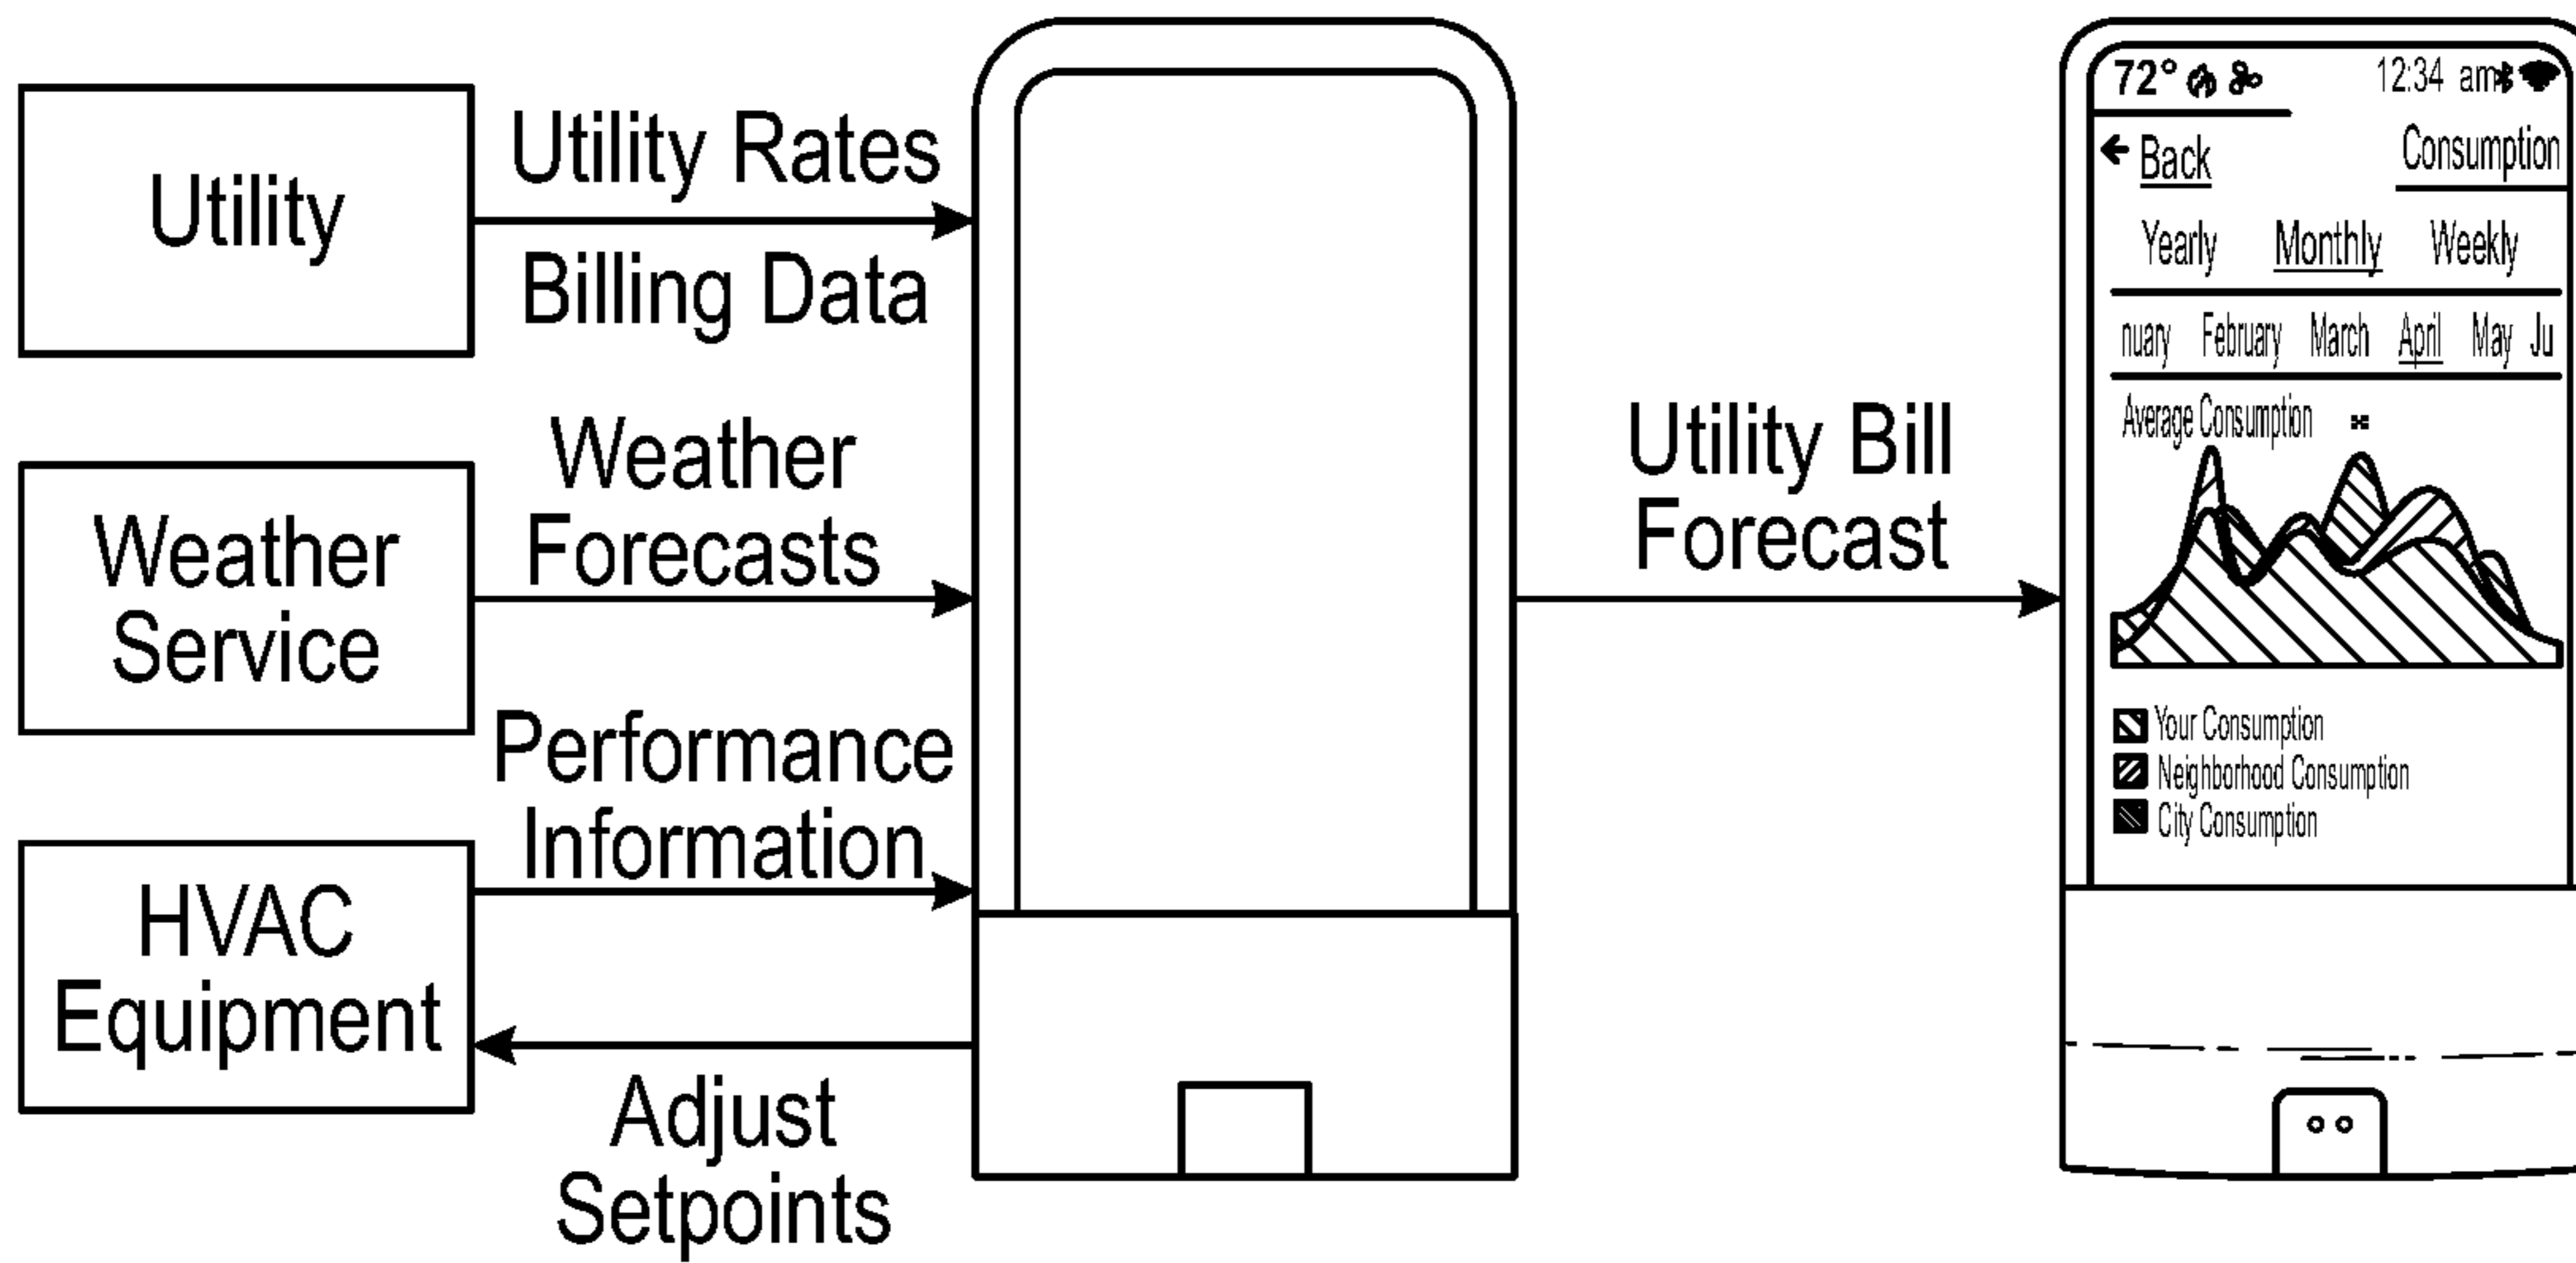 Utility
Utility Rates
Billing Data
Weather
Service
Weather
Forecasts
HVAC
Equipment
Performance
Information
Adjust
Setpoints
Utility Bill
Forecast
72° 12:34 am
Back Consumption
Yearly Monthly Weekly
nuary February March April May Ju
Average Consumption
Your Consumption
Neighborhood Consumption
City Consumption